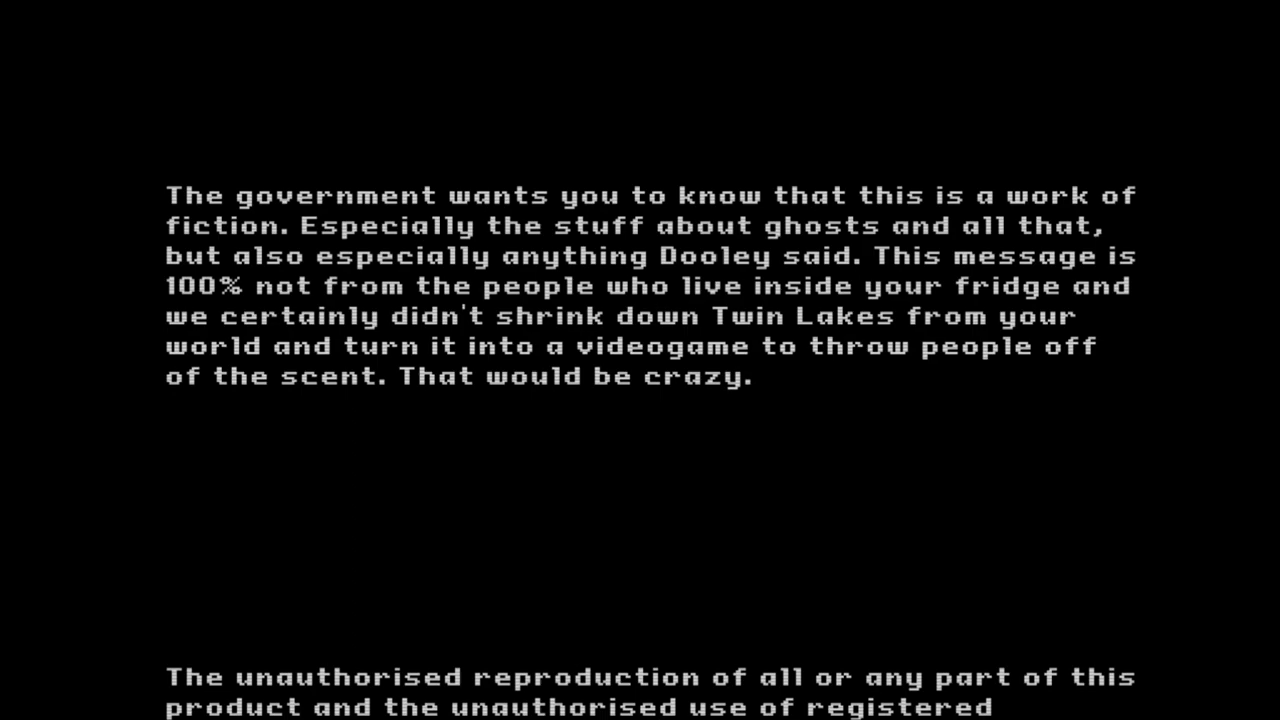 The government wants you to know that this is a work of
fiction. Especially the stuff about ghosts and all that,
but also especially anything Dooley said. This message is
100% not from the people who live inside your fridge and
we certainly didn't shrink down Twin Lakes from your
world and turn it into a videogame to throw people off
of the scent. That would be crazy.
The unauthorised reproduction of all or any part of this
product and the unauthorised use of registered